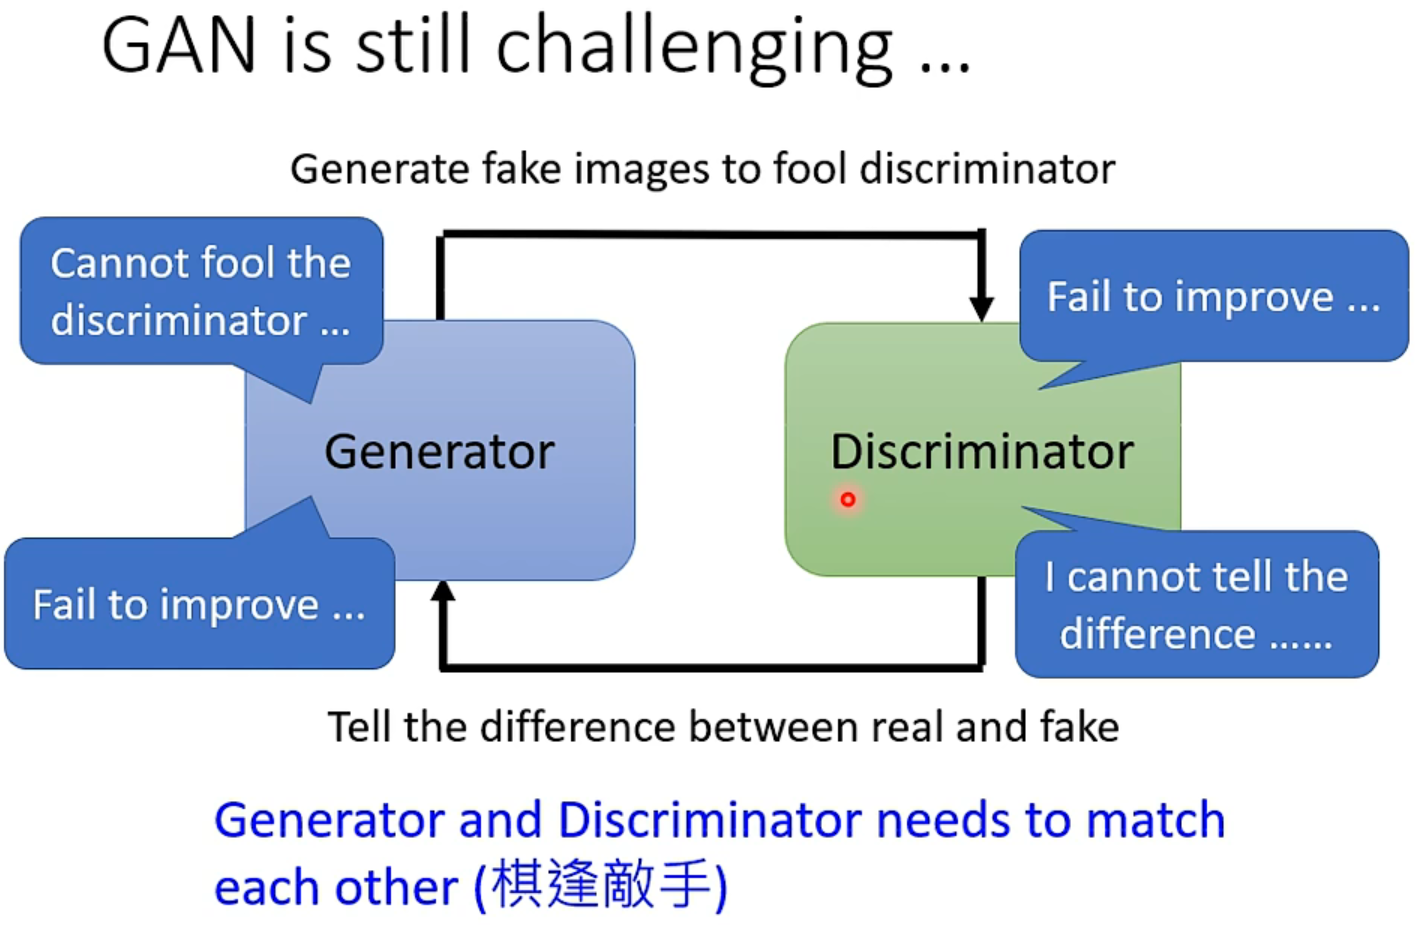 GAN is still challenging ...
Generate fake images to fool discriminator
Cannot fool the
discriminator ...
Fail to improve ...
Generator
Discriminator
Fail to improve ...
I cannot tell the
difference ......
Tell the difference between real and fake
Generator and Discriminator needs to match
each other (棋逢敵手)